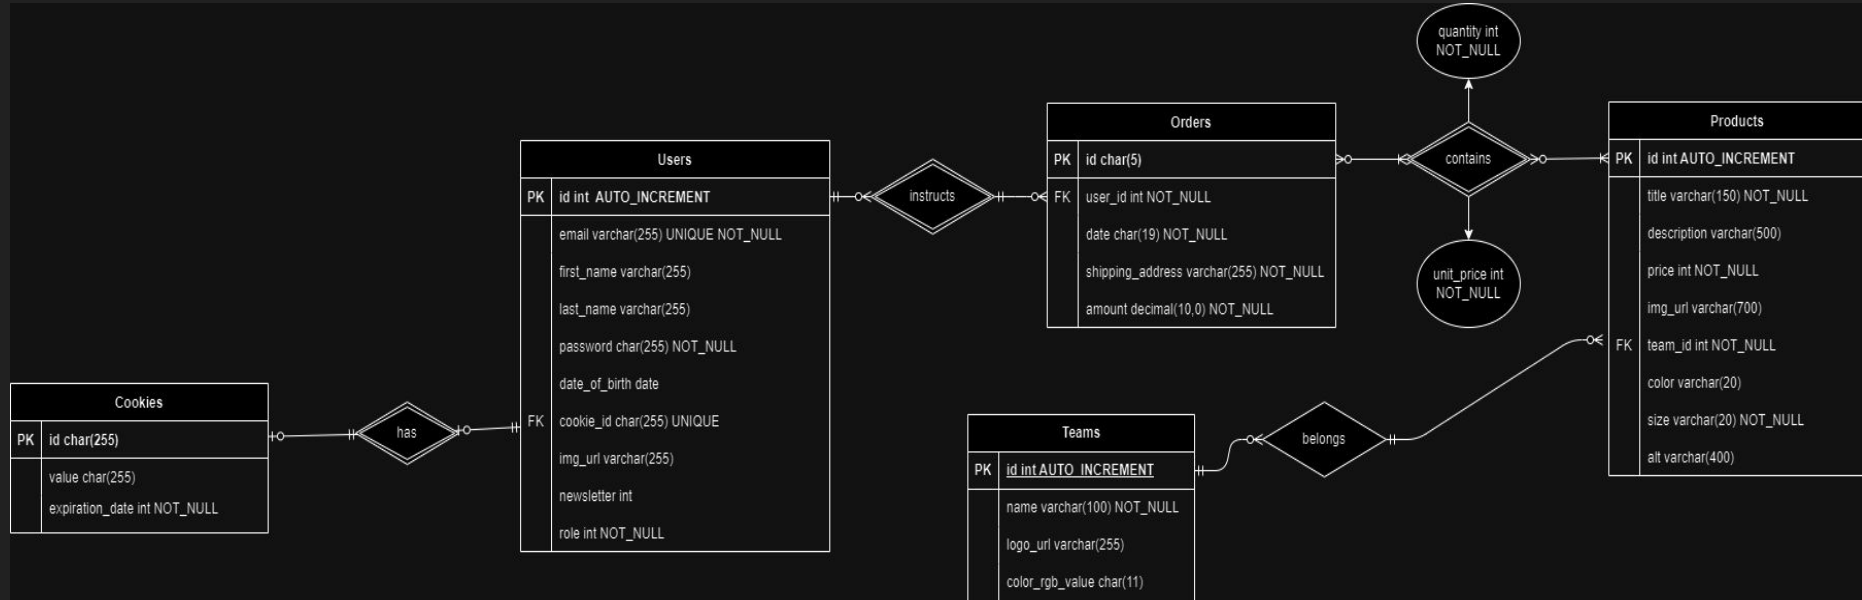 Cookies
PK id char(255)
value char(255)
expiration_date int NOT_NULL
has
Users
PK id int AUTO_INCREMENT
email varchar(255) UNIQUE NOT_NULL
first_name varchar(255)
last_name varchar(255)
password char(255) NOT_NULL
date_of_birth date
FK cookie_id char(255) UNIQUE
img_url varchar(255)
newsletter int
role int NOT_NULL
instructs
Orders
PK id char(5)
FK user_id int NOT_NULL
date char(19) NOT_NULL
shipping_address varchar(255) NOT_NULL
amount decimal(10,0) NOT_NULL
quantity int
NOT_NULL
contains
unit_price int
NOT_NULL
Products
PK id int AUTO_INCREMENT
title varchar(150) NOT_NULL
description varchar(500)
price int NOT_NULL
img_url varchar(700)
FK team_id int NOT_NULL
color varchar(20)
size varchar(20) NOT_NULL
alt varchar(400)
Teams
PK id int AUTO_INCREMENT
name varchar(100) NOT_NULL
logo_url varchar(255)
color_rgb_value char(11)
belongs